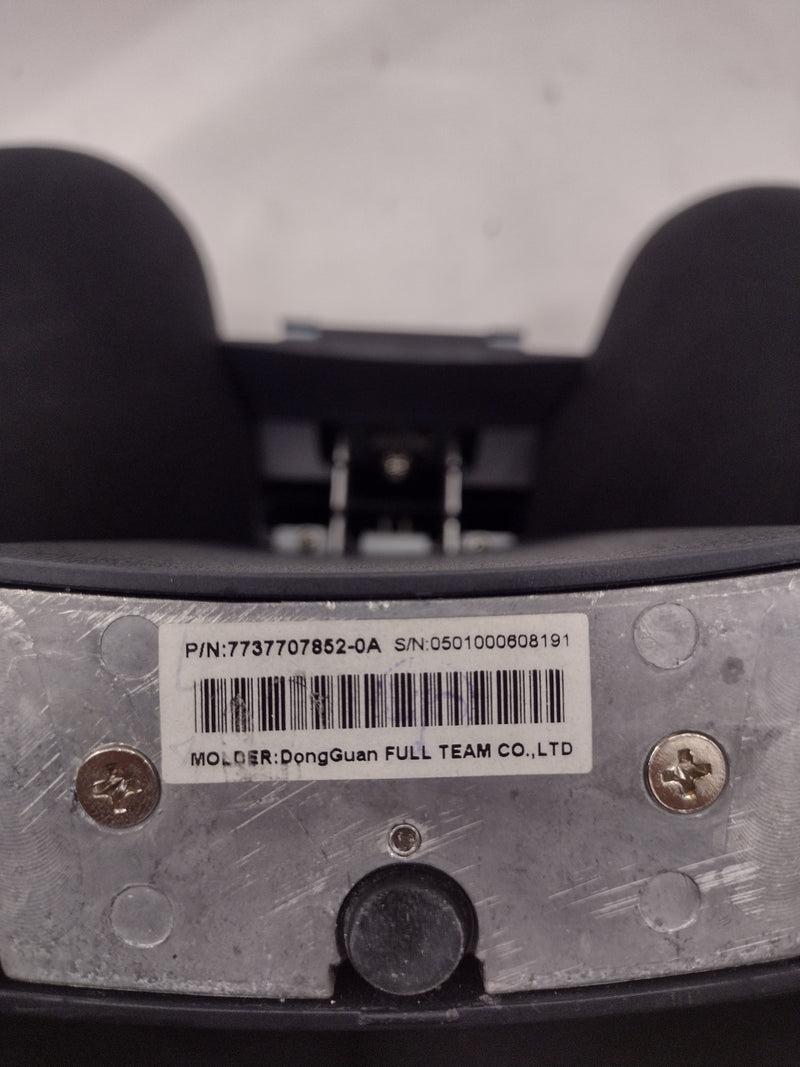 P/N:7737707852-0A S/N:0501000608191
MOLDER:DongGuan FULL TEAM CO.,LTD